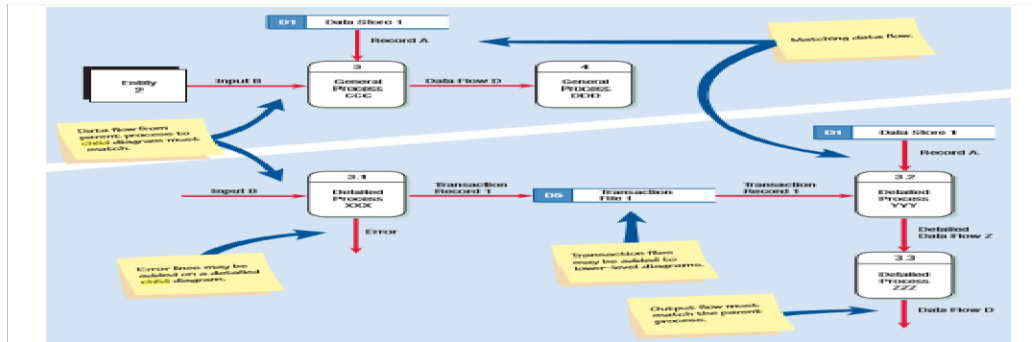 D1 Data Store 1
Record A
Matching data flow.
Entity
2
Input B
3
General
Process
CCC
Data Flow D
4
General
Process
DDD
Data flow from
parent process to
child diagram must
match.
D1 Data Store 1
Record A
Input B
3.1
Detailed
Process
XXX
Transaction
Record 1
D5 Transaction
File 1
Transaction
Record 1
3.2
Detailed
Process
YYY
Error
Detailed
Data Flow Z
Error lines may be
added on a detailed
child diagram.
Transaction files
may be added to
lower-level diagrams.
3.3
Detailed
Process
ZZZ
Output flow must
match the parent
process.
Data Flow D